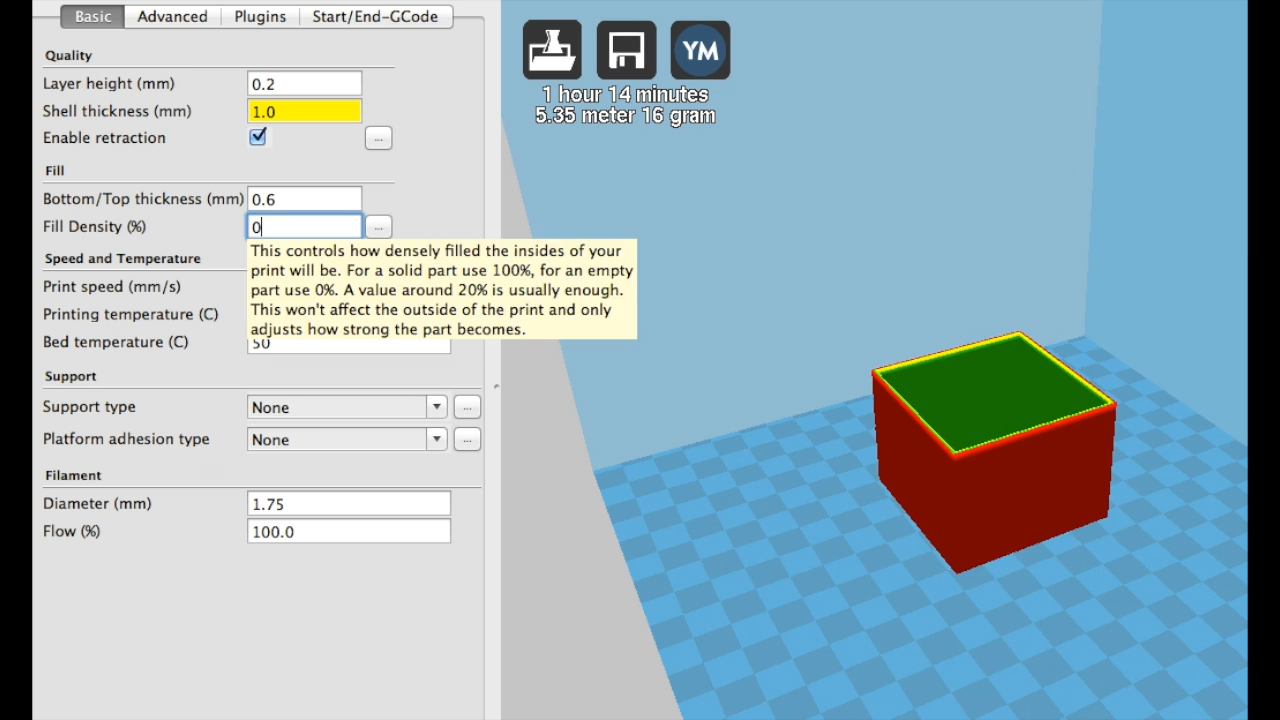 Basic Advanced Plugins Start/End-GCode
Quality
Layer height (mm) 0.2
Shell thickness (mm) 1.0
Enable retraction ...
Fill
Bottom/Top thickness (mm) 0.6
Fill Density (%) 0 ...
This controls how densely filled the insides of your
print will be. For a solid part use 100%, for an empty
part use 0%. A value around 20% is usually enough.
This won't affect the outside of the print and only
adjusts how strong the part becomes.
Speed and Temperature
Print speed (mm/s)
Printing temperature (C)
Bed temperature (C) 50
Support
Support type None ...
Platform adhesion type None ...
Filament
Diameter (mm) 1.75
Flow (%) 100.0
YM
1 hour 14 minutes
5.35 meter 16 gram